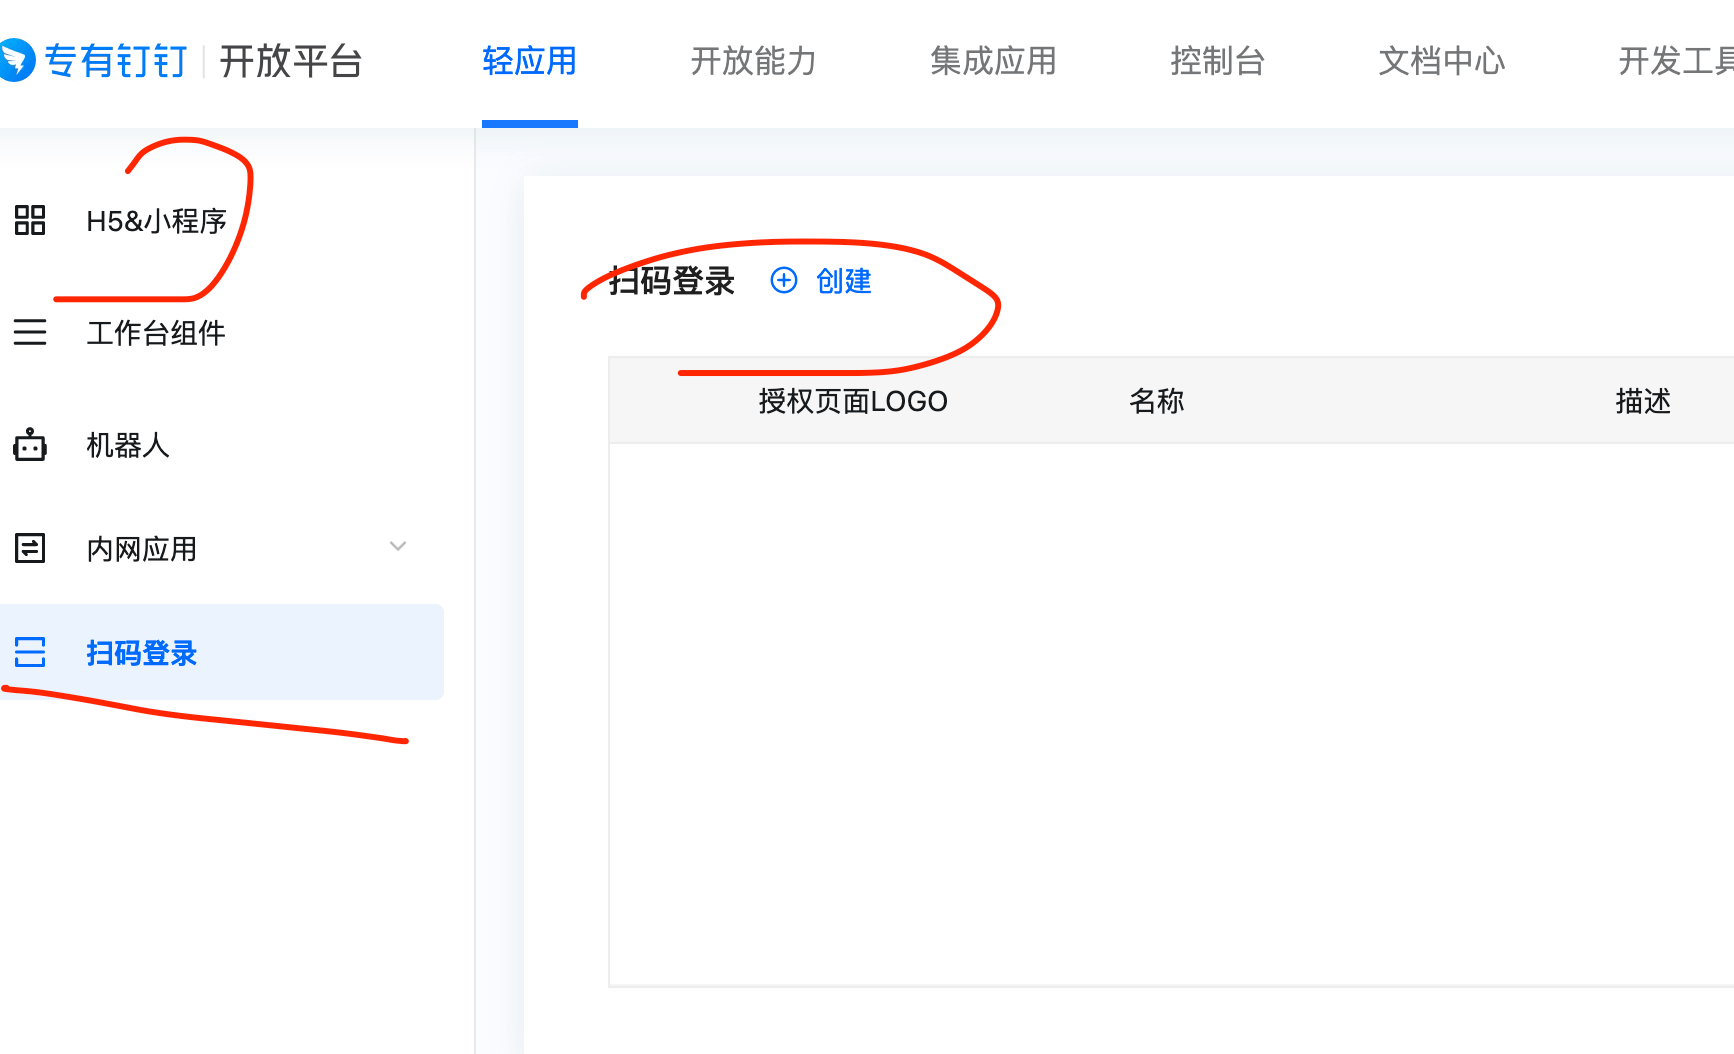 专有钉钉 开放平台 轻应用 开放能力 集成应用 控制台 文档中心 开发工具
H5&小程序
工作台组件
机器人
内网应用
扫码登录
扫码登录 创建
授权页面LOGO 名称 描述